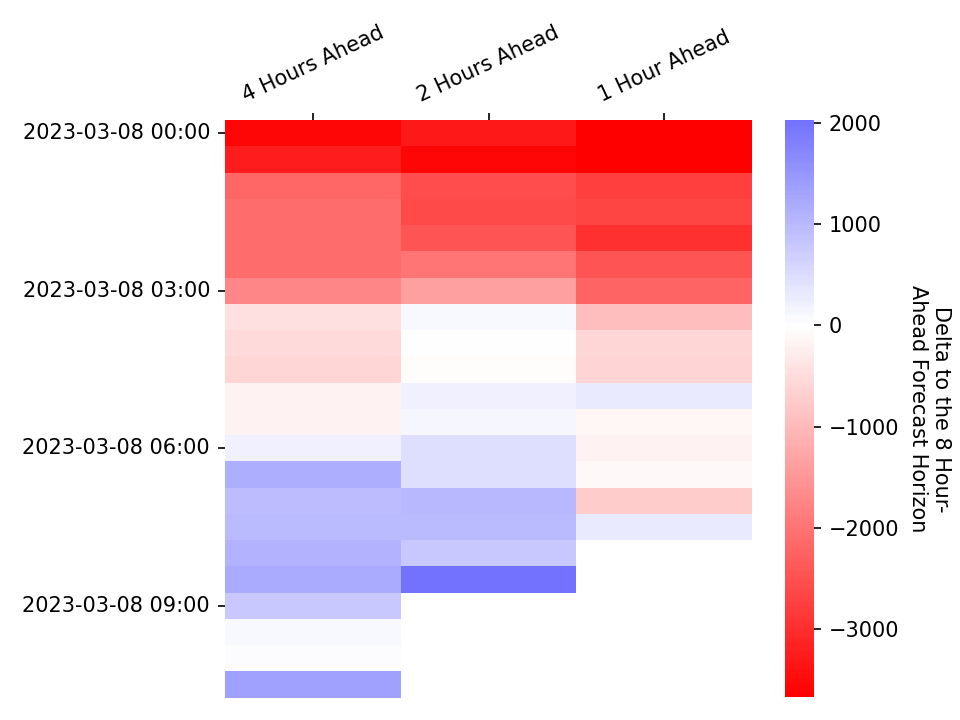 4 Hours Ahead
2 Hours Ahead
1 Hour Ahead
2023-03-08 00:00
2023-03-08 03:00
2023-03-08 06:00
2023-03-08 09:00
2000
1000
0
−1000
−2000
−3000
Delta to the 8 Hour-
Ahead Forecast Horizon